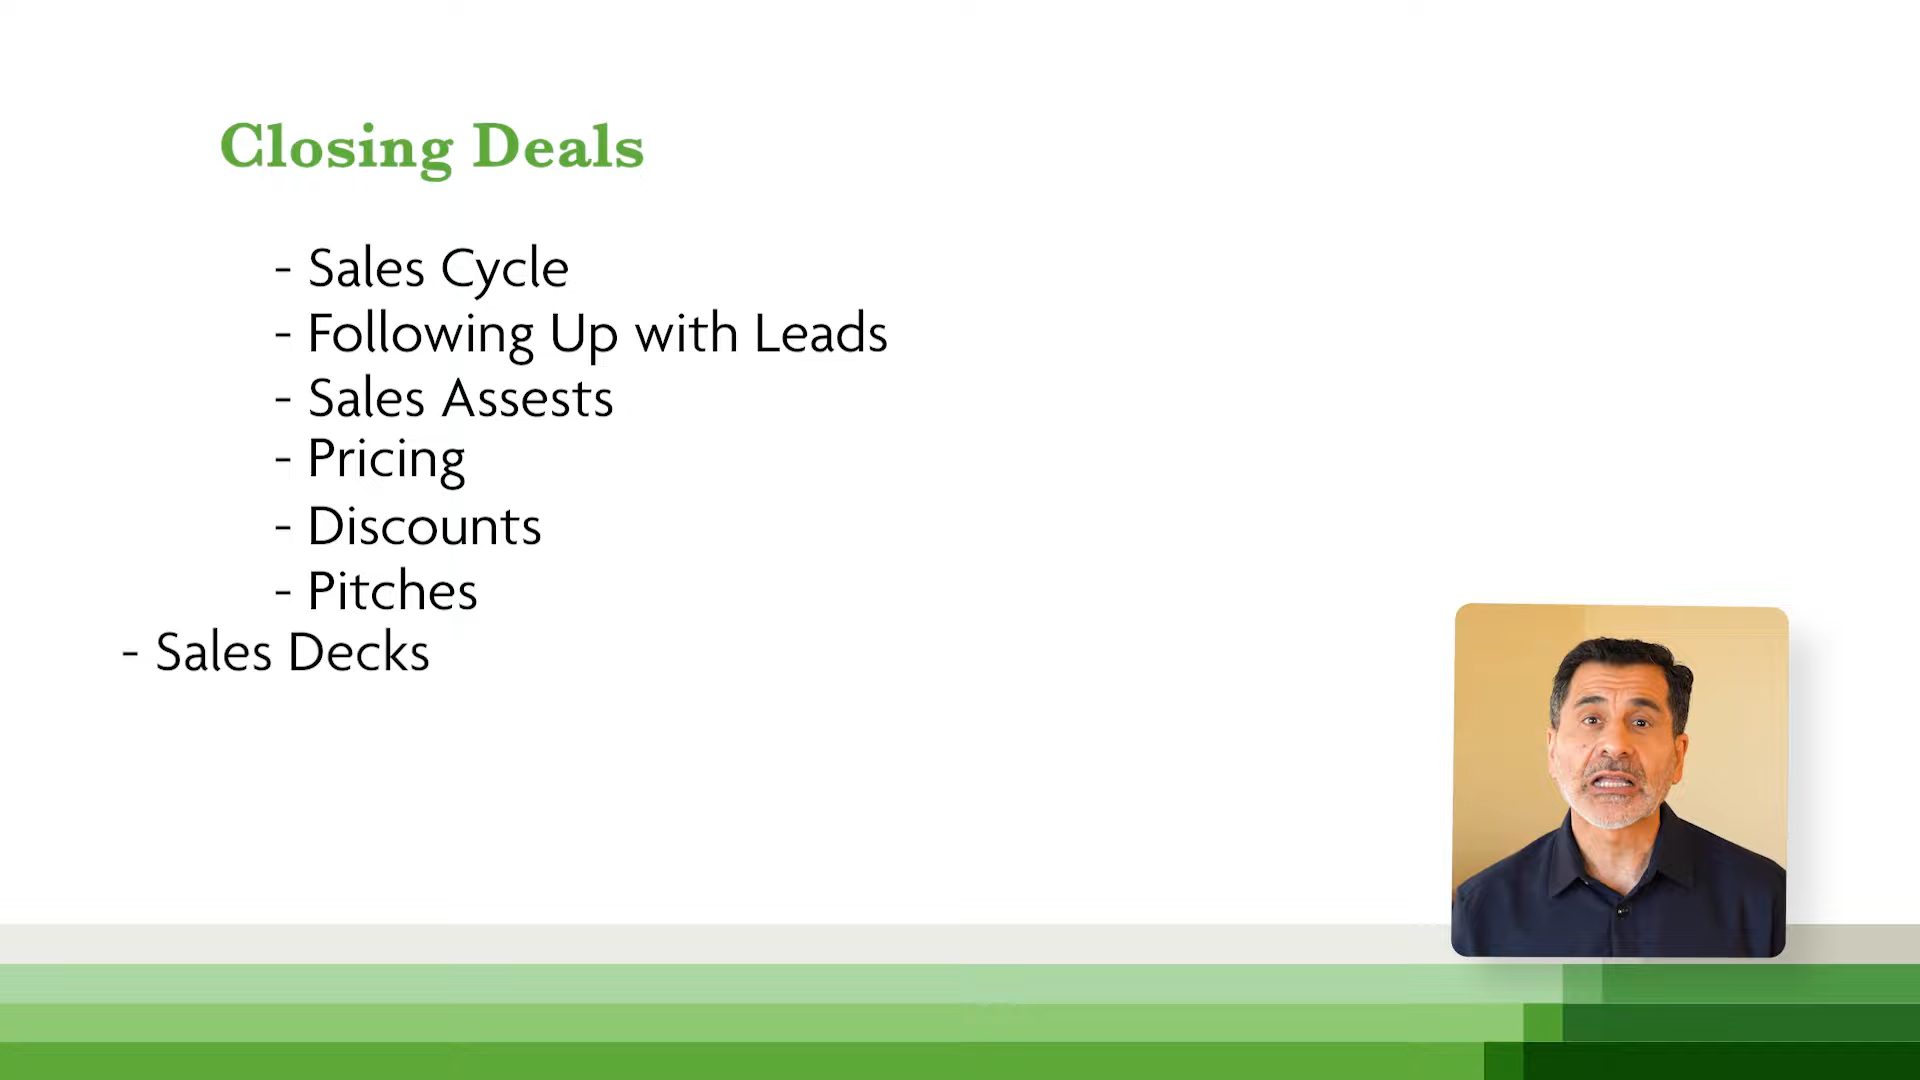 Closing Deals
- Sales Cycle
- Following Up with Leads
- Sales Assests
- Pricing
- Discounts
- Pitches
- Sales Decks